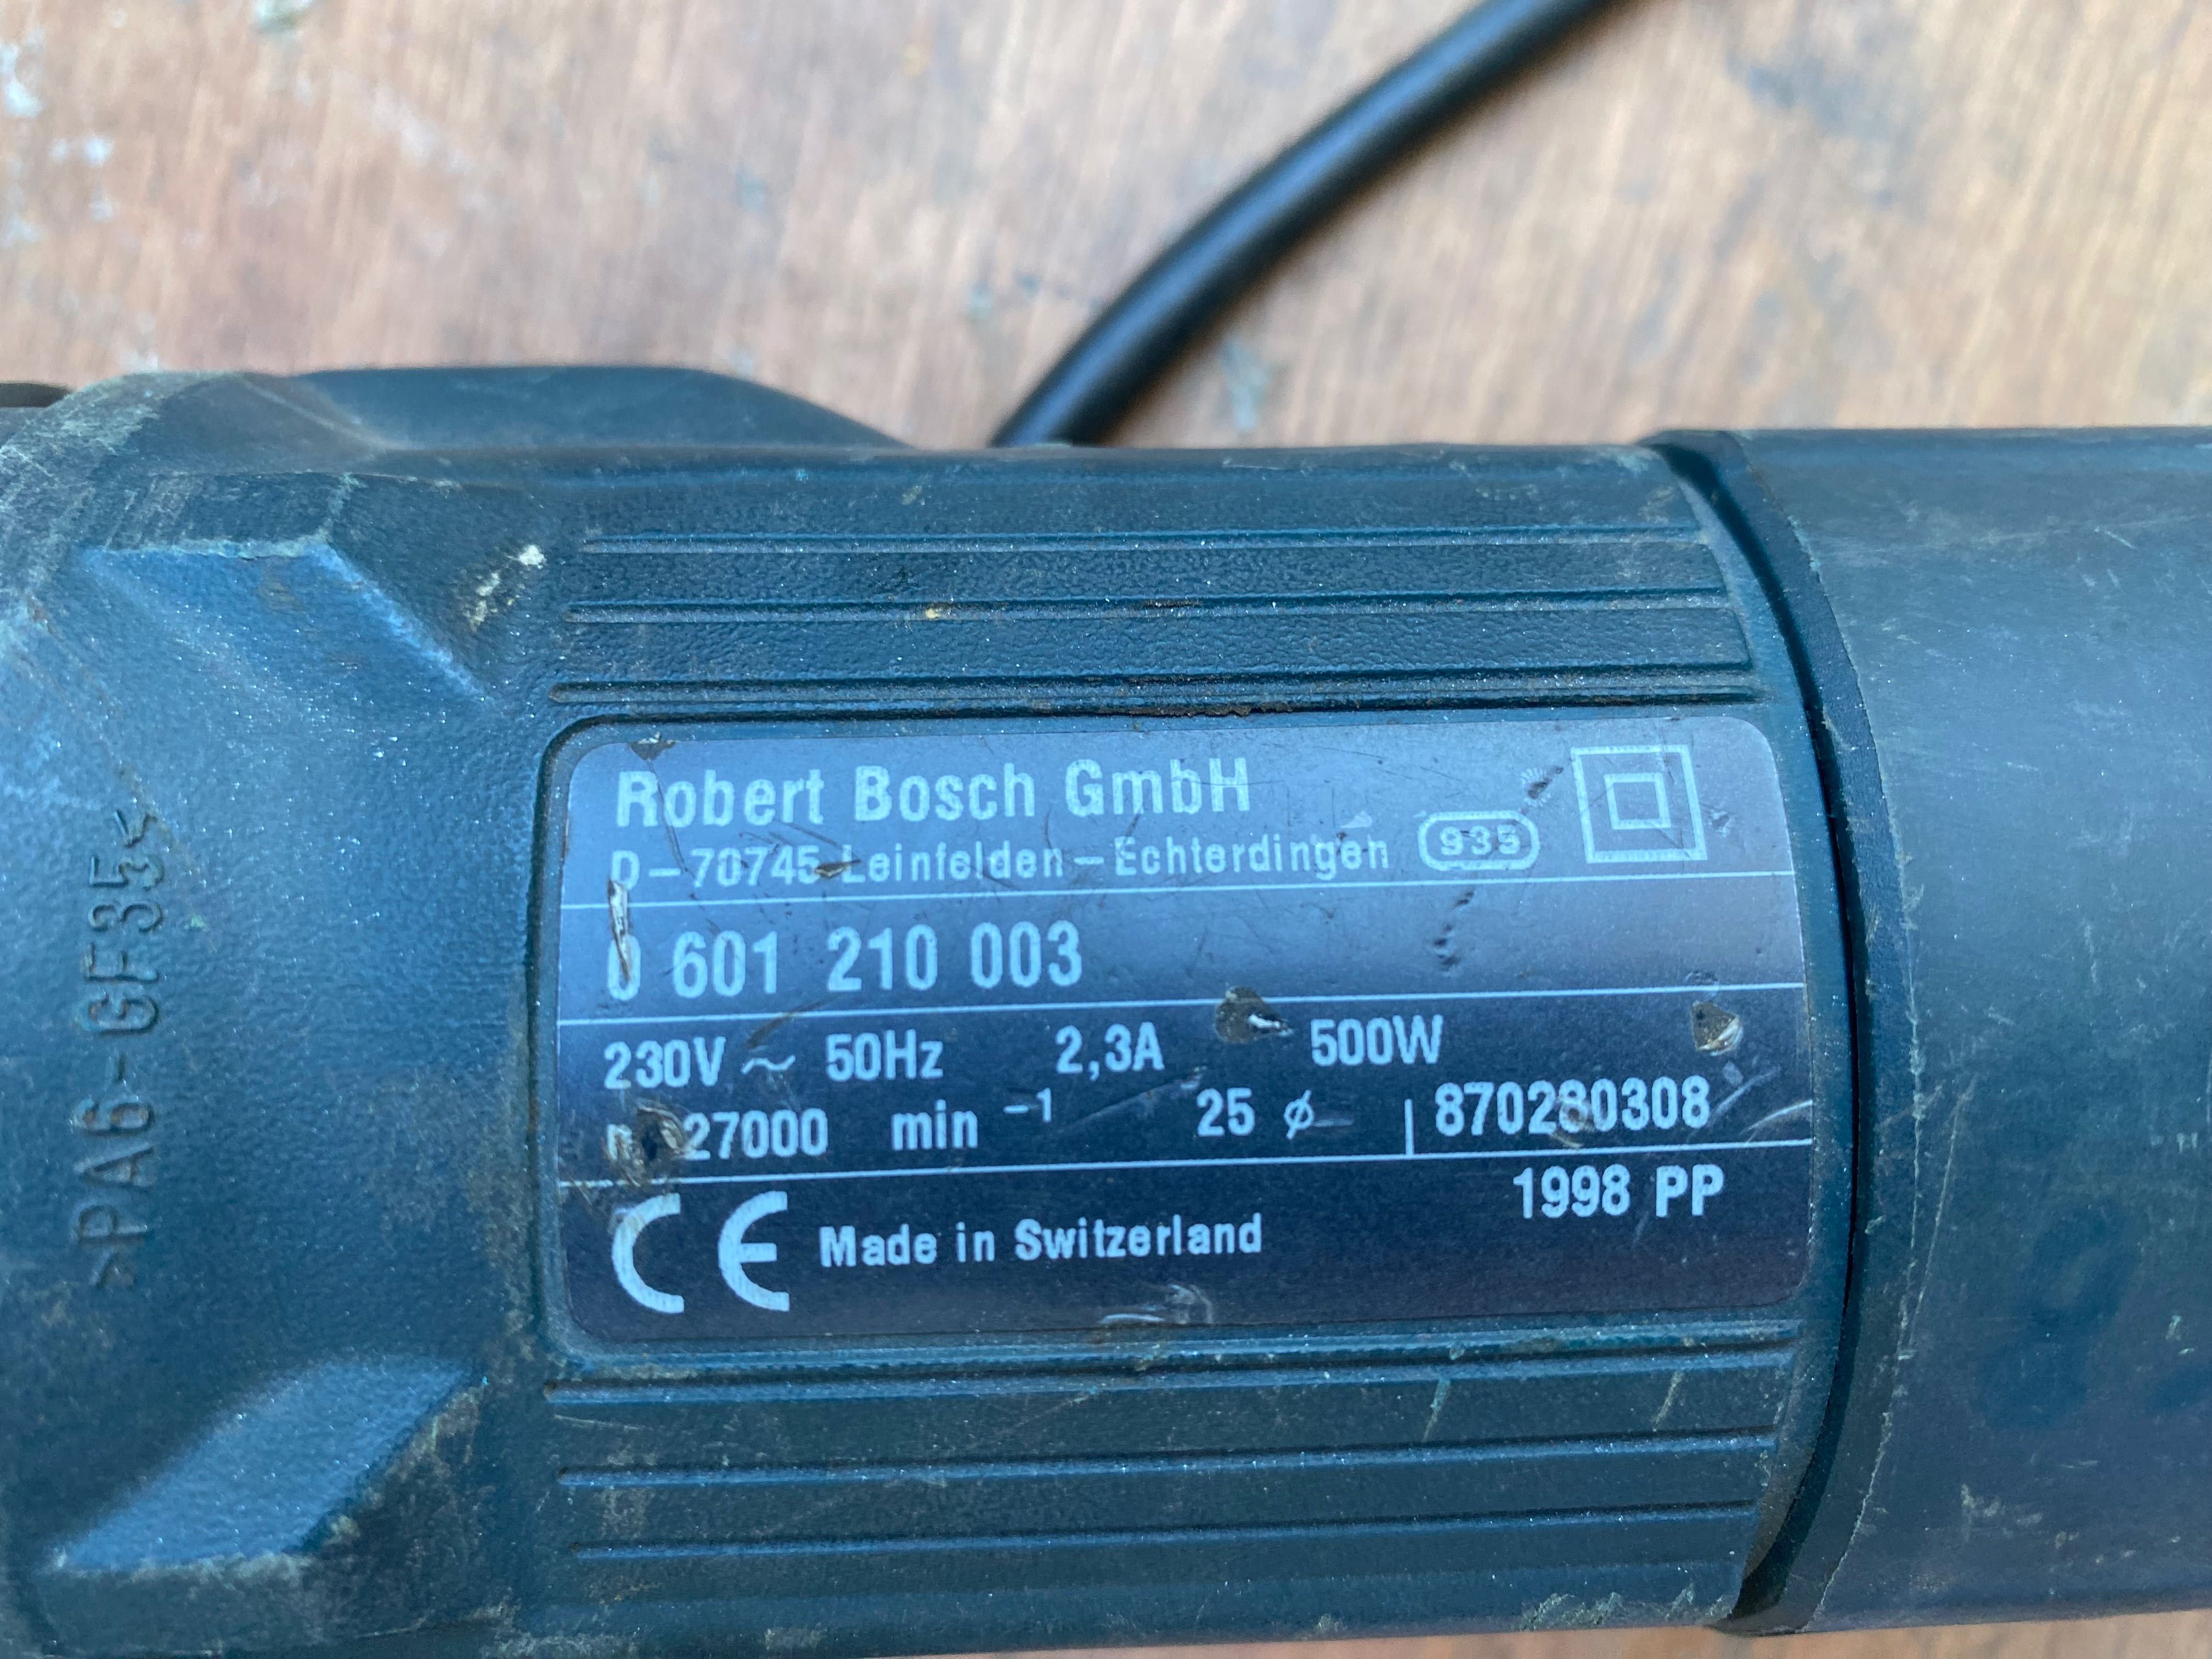 Robert Bosch GmbH
D-70745 Leinfelden-Echterdingen 935
0 601 210 003
230V ~ 50Hz 2,3A 500W
n 27000 min -1 25 ø 870280308
1998 PP
CE Made in Switzerland
>PA6-GF35<